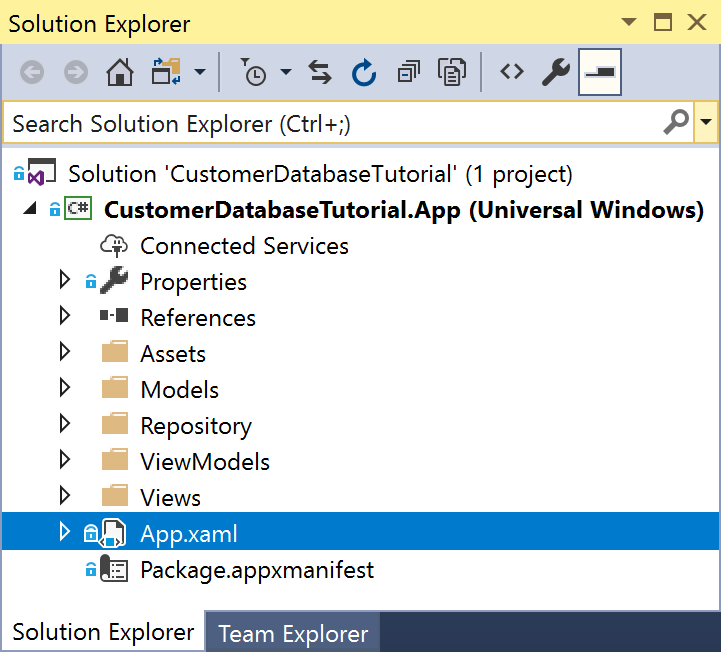 Solution Explorer
Search Solution Explorer (Ctrl+;)
Solution 'CustomerDatabaseTutorial' (1 project)
C# CustomerDatabaseTutorial.App (Universal Windows)
Connected Services
Properties
References
Assets
Models
Repository
ViewModels
Views
App.xaml
Package.appxmanifest
Solution Explorer Team Explorer